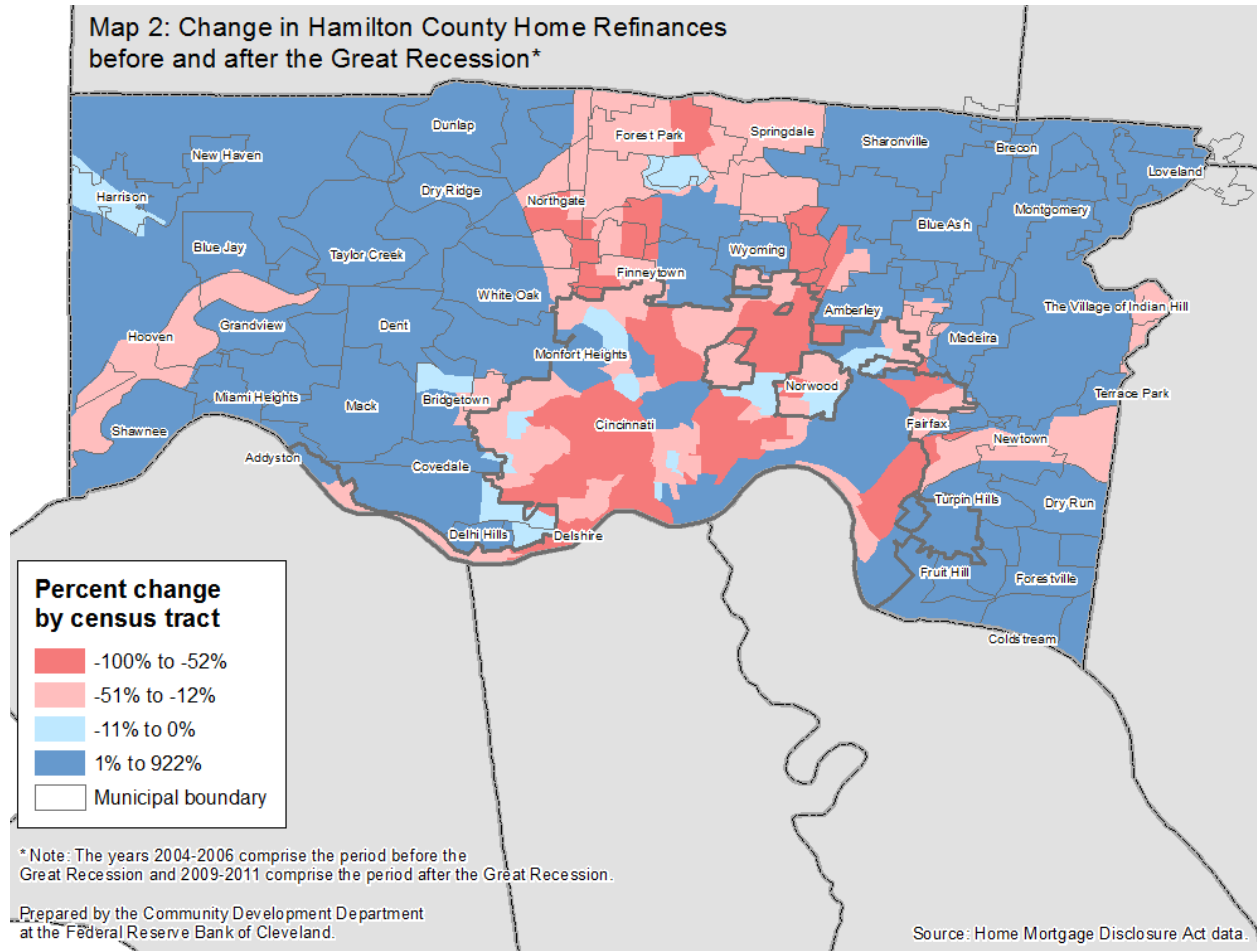 Map 2: Change in Hamilton County Home Refinances
before and after the Great Recession*
Dunlap
Forest Park
Springdale
Sharonville
Brecon
New Haven
Loveland
Harrison
Dry Ridge
Northgate
Montgomery
Blue Ash
Blue Jay
Taylor Creek
Wyoming
Finneytown
White Oak
The Village of Indian Hill
Amberley
Grandview
Dent
Hooven
Madeira
Monfort Heights
Norwood
Terrace Park
Miami Heights
Mack
Bridgetown
Cincinnati
Fairfax
Shawnee
Newtown
Addyston
Covedale
Turpin Hills
Dry Run
Delhi Hills
Delshire
Fruit Hill
Forestville
Coldstream
Percent change
by census tract
-100% to -52%
-51% to -12%
-11% to 0%
1% to 922%
Municipal boundary
* Note: The years 2004-2006 comprise the period before the
Great Recession and 2009-2011 comprise the period after the Great Recession.
Prepared by the Community Development Department
at the Federal Reserve Bank of Cleveland.
Source: Home Mortgage Disclosure Act data.